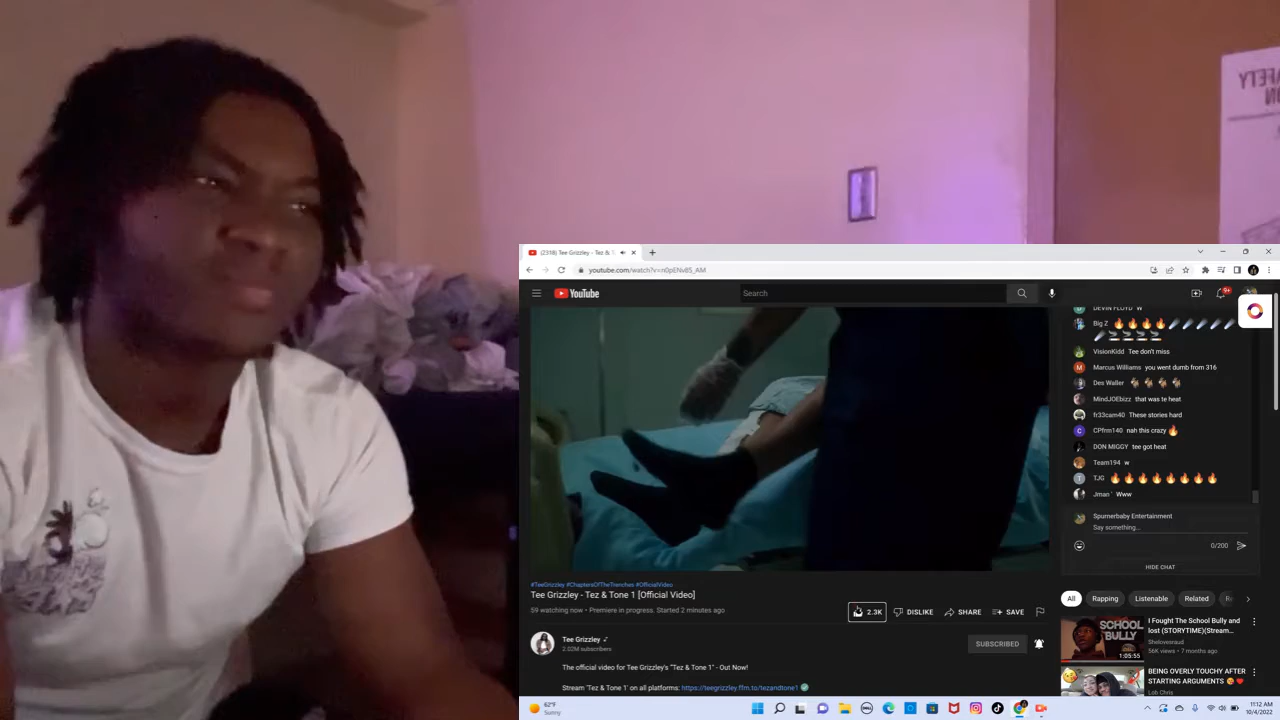 (2318) Tee Grizzley - Tez & T
youtube.com/watch?v=n0pENvB5_AM
YouTube
Search
9+
DEVIN FLOYD W
Big Z 🔥🔥🔥🔥
VisionKidd Tee don't miss
Marcus Williams you went dumb from 316
Des Waller 🐐🐐🐐🐐
MindJOEbizz that was te heat
fr33cam40 These stories hard
CPfrm140 nah this crazy 🔥
DON MIGGY tee got heat
Team194 w
TJG 🔥🔥🔥🔥🔥🔥🔥🔥
Jman ' Www
Spurnerbaby Entertainment
Say something...
0/200
HIDE CHAT
#TeeGrizzley #ChaptersOfTheTrenches #OfficialVideo
Tee Grizzley - Tez & Tone 1 [Official Video]
59 watching now • Premiere in progress. Started 2 minutes ago
2.3K DISLIKE SHARE SAVE
Tee Grizzley
2.02M subscribers
SUBSCRIBED
The official video for Tee Grizzley's "Tez & Tone 1" - Out Now!
Stream 'Tez & Tone 1' on all platforms: https://teegrizzley.ffm.to/tezandtone1
All Rapping Listenable Related
SCHOOL
BULLY
1:05:55
I Fought The School Bully and
lost (STORYTIME)(Stream...
Shelovesraud
56K views • 7 months ago
BEING OVERLY TOUCHY AFTER
STARTING ARGUMENTS 😘❤️
Lob Chris
62°F
Sunny
11:12 AM
10/4/2022